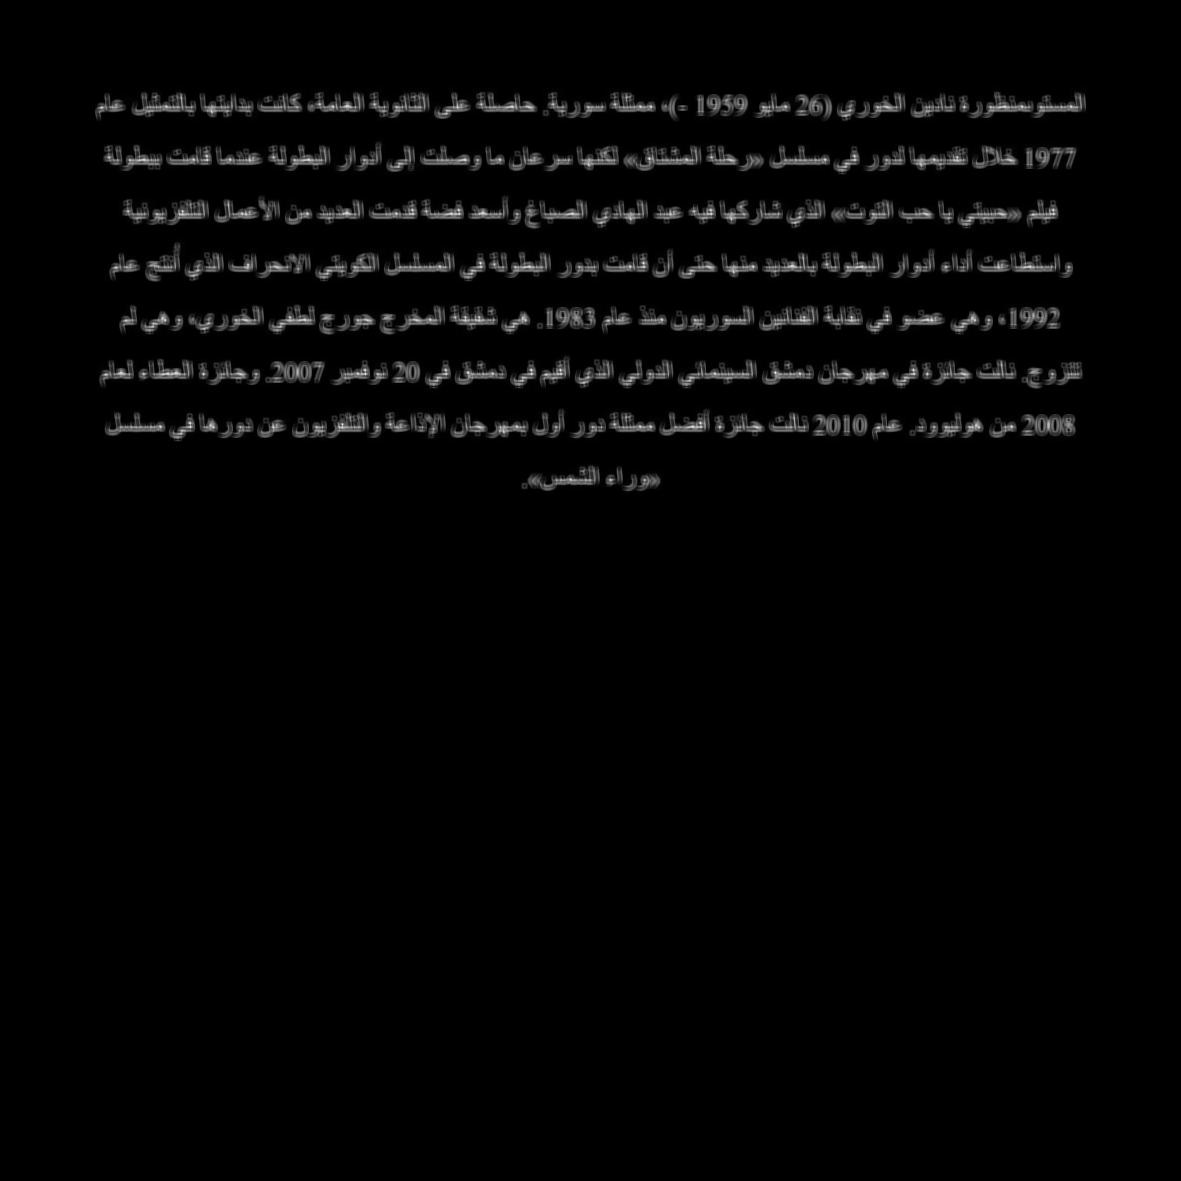 المستوىمنظورة نادين الخوري (26 مايو 1959 -)، ممثلة سورية. حاصلة على الثانوية العامة، كانت بدايتها بالتمثيل عام
1977 خلال تقديمها لدور في مسلسل «رحلة المشتاق» لكنها سرعان ما وصلت إلى أدوار البطولة عندما قامت ببطولة
فيلم «حبيبتي يا حب التوت» الذي شاركها فيه عبد الهادي الصباغ وأسعد فضة قدمت العديد من الأعمال التلفزيونية
واستطاعت أداء أدوار البطولة بالعديد منها حتى أن قامت بدور البطولة في المسلسل الكويتي الانحراف الذي أُنتج عام
1992، وهي عضو في نقابة الفنانين السوريون منذ عام 1983. هي شقيقة المخرج جورج لطفي الخوري، وهي لم
تتزوج. نالت جائزة في مهرجان دمشق السينمائي الدولي الذي أقيم في دمشق في 20 نوفمبر 2007. وجائزة العطاء لعام
2008 من هوليوود. عام 2010 نالت جائزة أفضل ممثلة دور أول بمهرجان الإذاعة والتلفزيون عن دورها في مسلسل
«وراء الشمس».